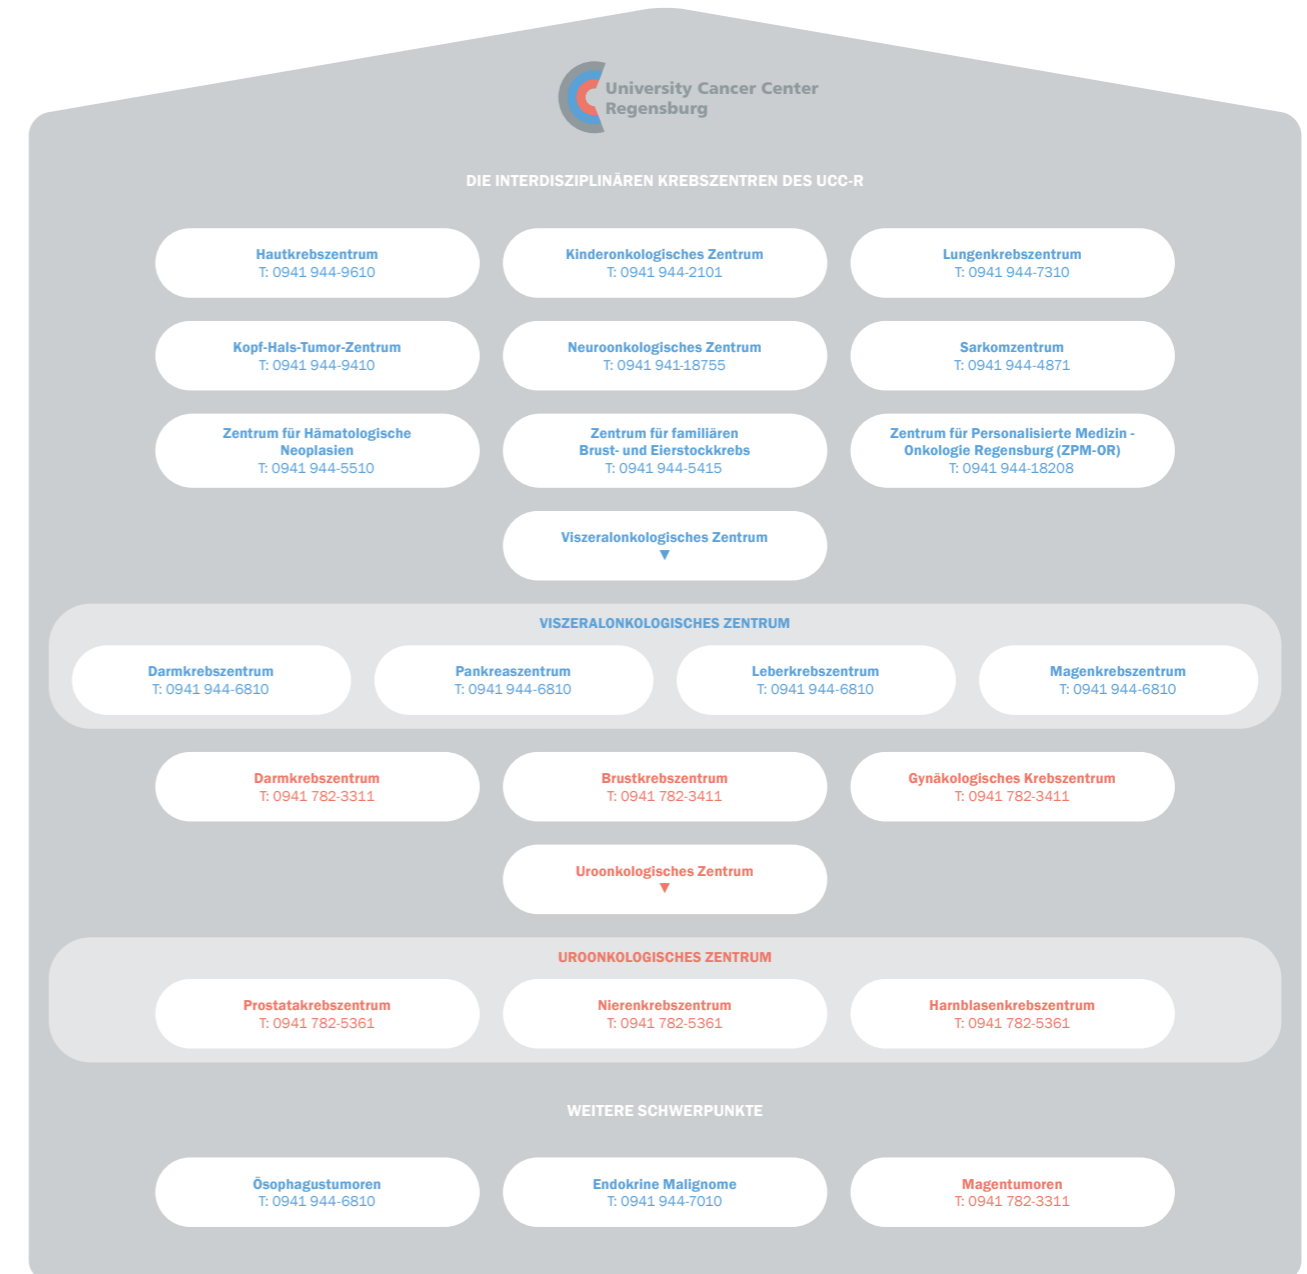 University Cancer Center
Regensburg
DIE INTERDISZIPLINÄREN KREBSZENTREN DES UCC-R
Hautkrebszentrum
T: 0941 944-9610
Kinderonkologisches Zentrum
T: 0941 944-2101
Lungenkrebszentrum
T: 0941 944-7310
Kopf-Hals-Tumor-Zentrum
T: 0941 944-9410
Neuroonkologisches Zentrum
T: 0941 941-18755
Sarkomzentrum
T: 0941 944-4871
Zentrum für Hämatologische
Neoplasien
T: 0941 944-5510
Zentrum für familiären
Brust- und Eierstockkrebs
T: 0941 944-5415
Zentrum für Personalisierte Medizin -
Onkologie Regensburg (ZPM-OR)
T: 0941 944-18208
Viszeralonkologisches Zentrum
▼
VISZERALONKOLOGISCHES ZENTRUM
Darmkrebszentrum
T: 0941 944-6810
Pankreaszentrum
T: 0941 944-6810
Leberkrebszentrum
T: 0941 944-6810
Magenkrebszentrum
T: 0941 944-6810
Darmkrebszentrum
T: 0941 782-3311
Brustkrebszentrum
T: 0941 782-3411
Gynäkologisches Krebszentrum
T: 0941 782-3411
Uroonkologisches Zentrum
▼
UROONKOLOGISCHES ZENTRUM
Prostatakrebszentrum
T: 0941 782-5361
Nierenkrebszentrum
T: 0941 782-5361
Harnblasenkrebszentrum
T: 0941 782-5361
WEITERE SCHWERPUNKTE
Ösophagustumoren
T: 0941 944-6810
Endokrine Malignome
T: 0941 944-7010
Magentumoren
T: 0941 782-3311